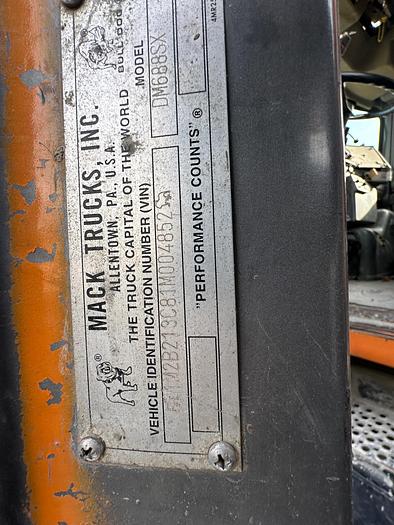 MACK TRUCKS, INC.
ALLENTOWN, PA., U.S.A.
THE TRUCK CAPITAL OF THE WORLD BULLDOG
VEHICLE IDENTIFICATION NUMBER (VIN) MODEL
DM688SX
"PERFORMANCE COUNTS" ®